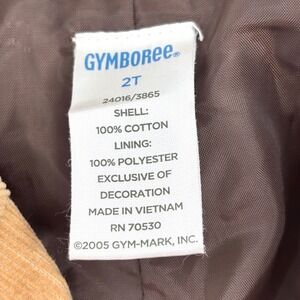 GYMBOREE®
2T
24016/3865
SHELL:
100% COTTON
LINING:
100% POLYESTER
EXCLUSIVE OF
DECORATION
MADE IN VIETNAM
RN 70530
©2005 GYM-MARK, INC.